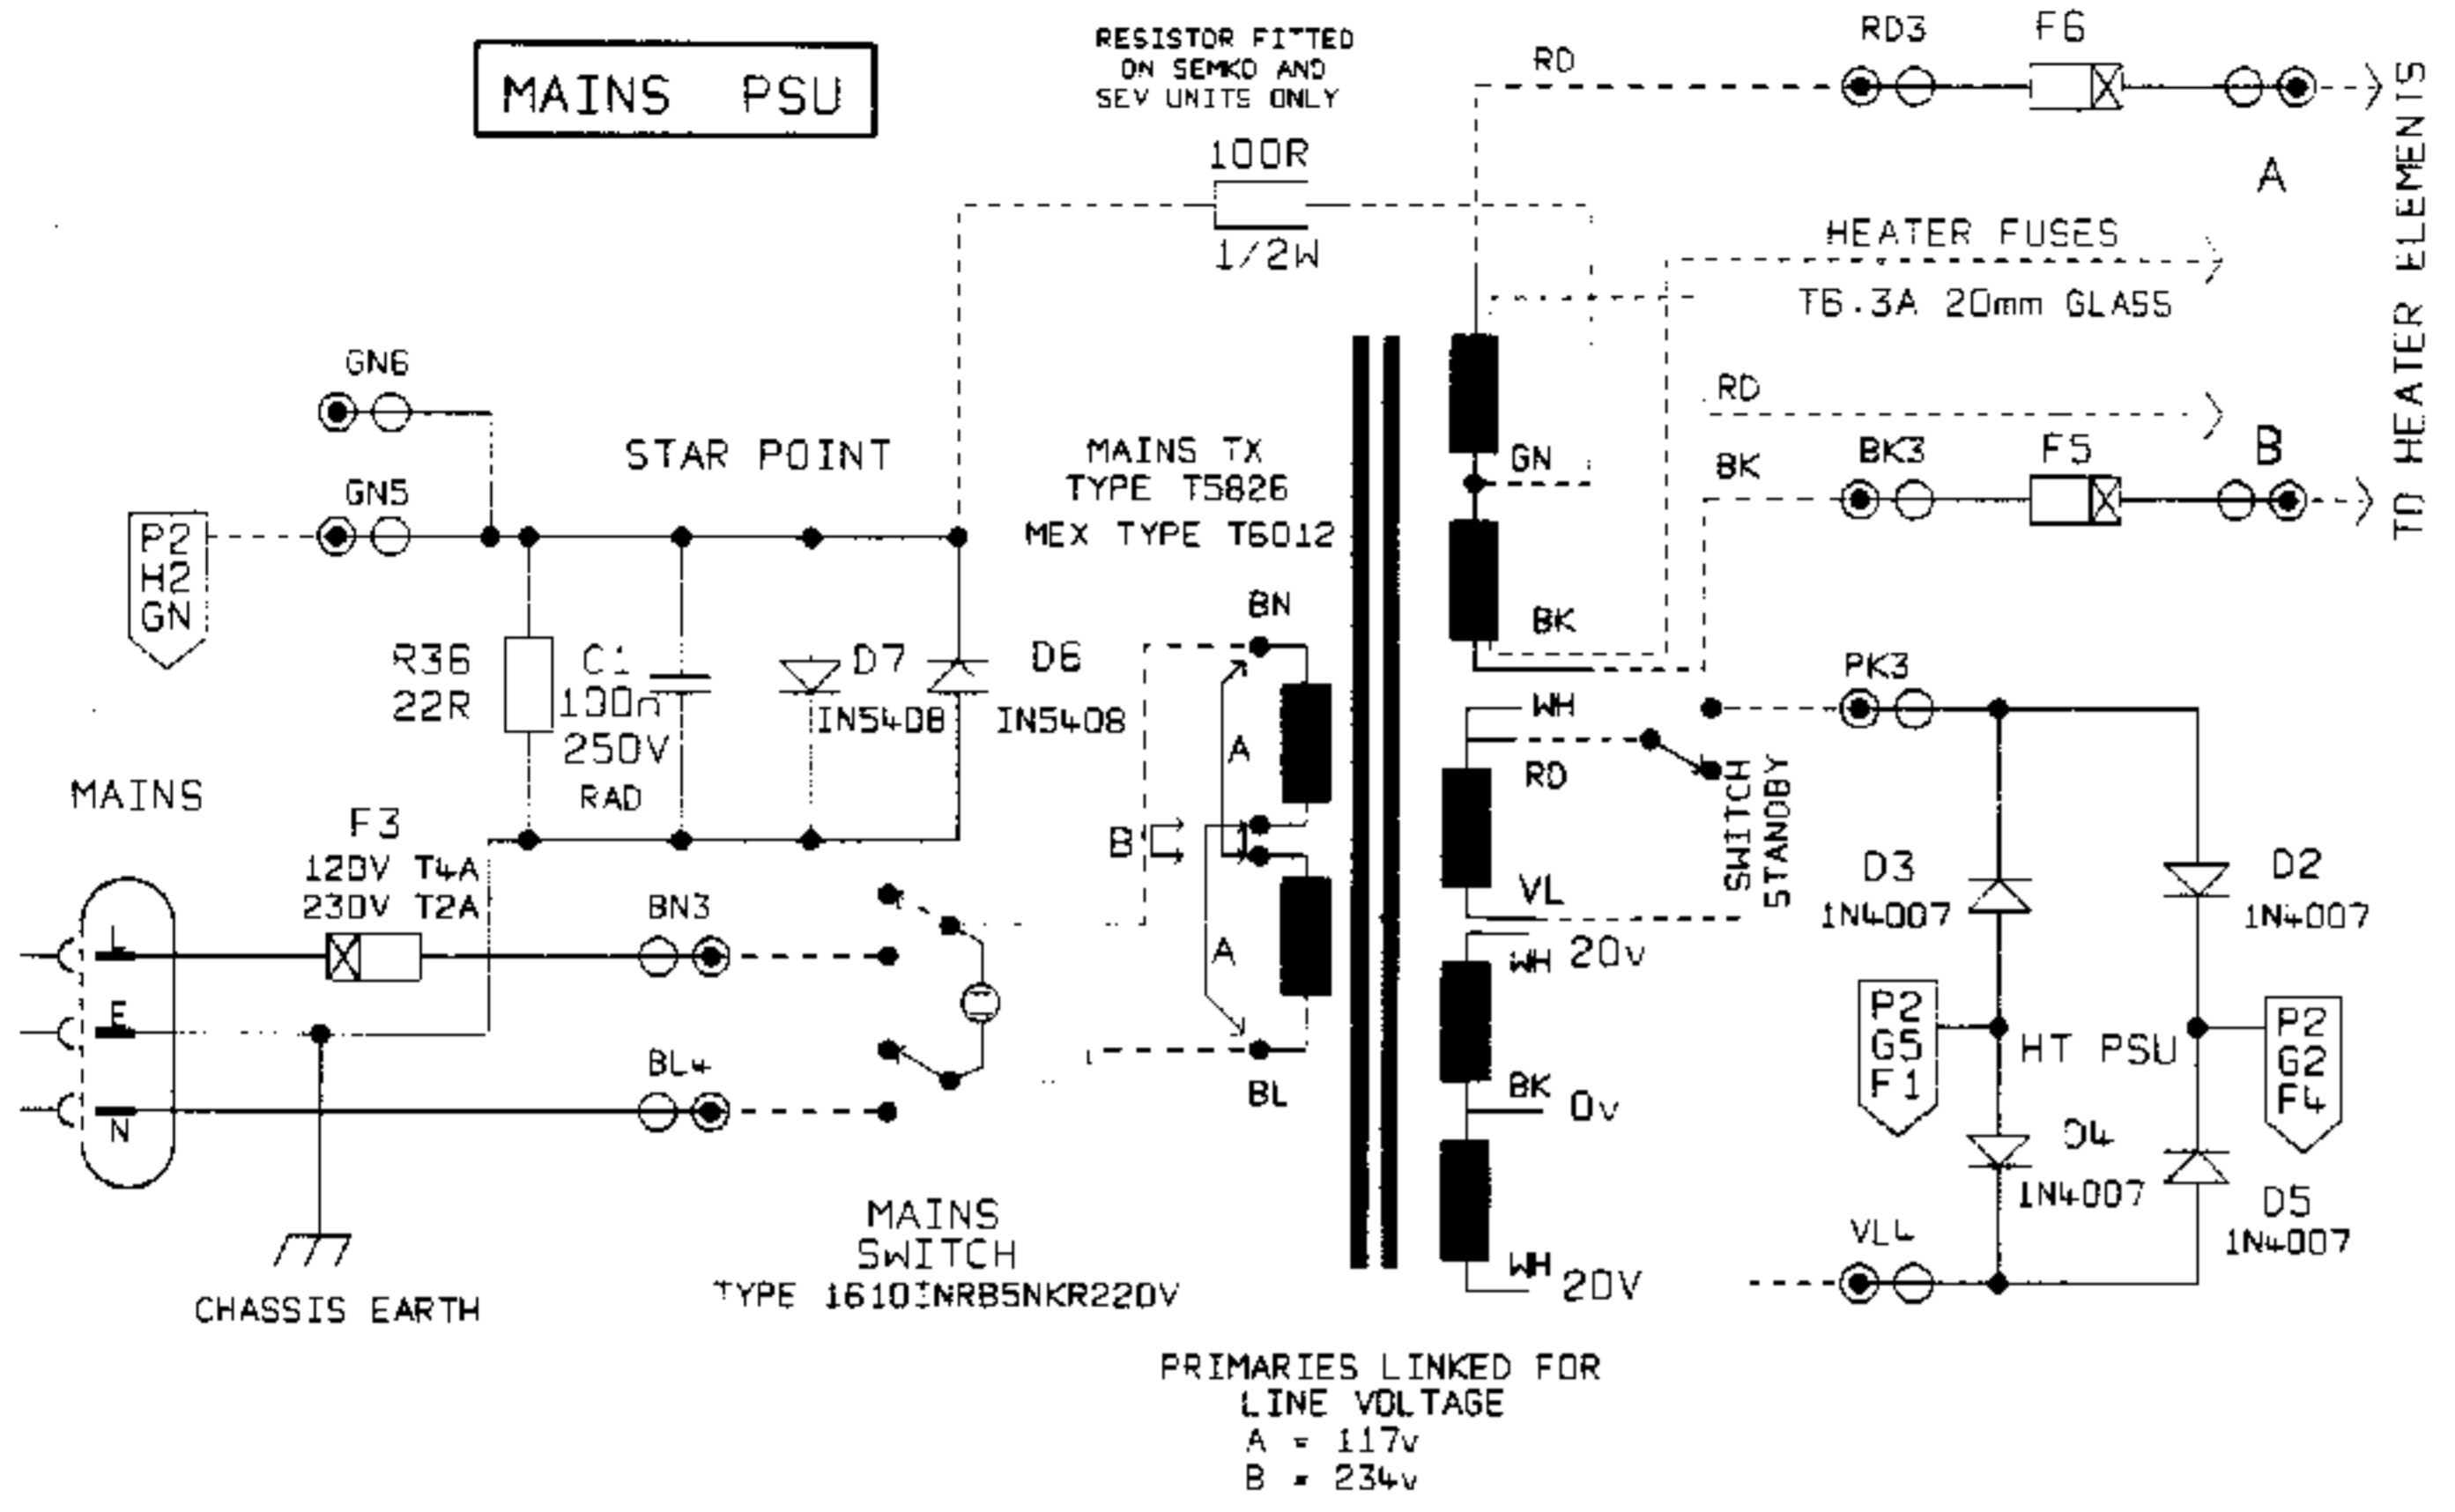 MAINS PSU
RESISTOR FITTED
ON SEMKO AND
SEV UNITS ONLY
100R
1/2W
RD
RD3
F6
A
TO HEATER ELEMENTS
HEATER FUSES
T6.3A 20mm GLASS
RD
BK
BK3
F5
B
GN6
GN5
P2
H2
GN
STAR POINT
MAINS TX
TYPE T5826
MEX TYPE T6012
GN
BK
R36
22R
C1
100n
250V
RAD
D7
IN5408
D6
IN5408
BN
A
B
A
BL
WH
RD
VL
WH
20v
BK
0v
WH
20V
SWITCH
STANDBY
PK3
D3
1N4007
D2
1N4007
P2
G5
F1
HT PSU
P2
G2
F4
D4
1N4007
D5
1N4007
VL4
MAINS
F3
120V T4A
230V T2A
L
E
N
BN3
BL4
CHASSIS EARTH
MAINS
SWITCH
TYPE 1610INRB5NKR220V
PRIMARIES LINKED FOR
LINE VOLTAGE
A = 117v
B = 234v